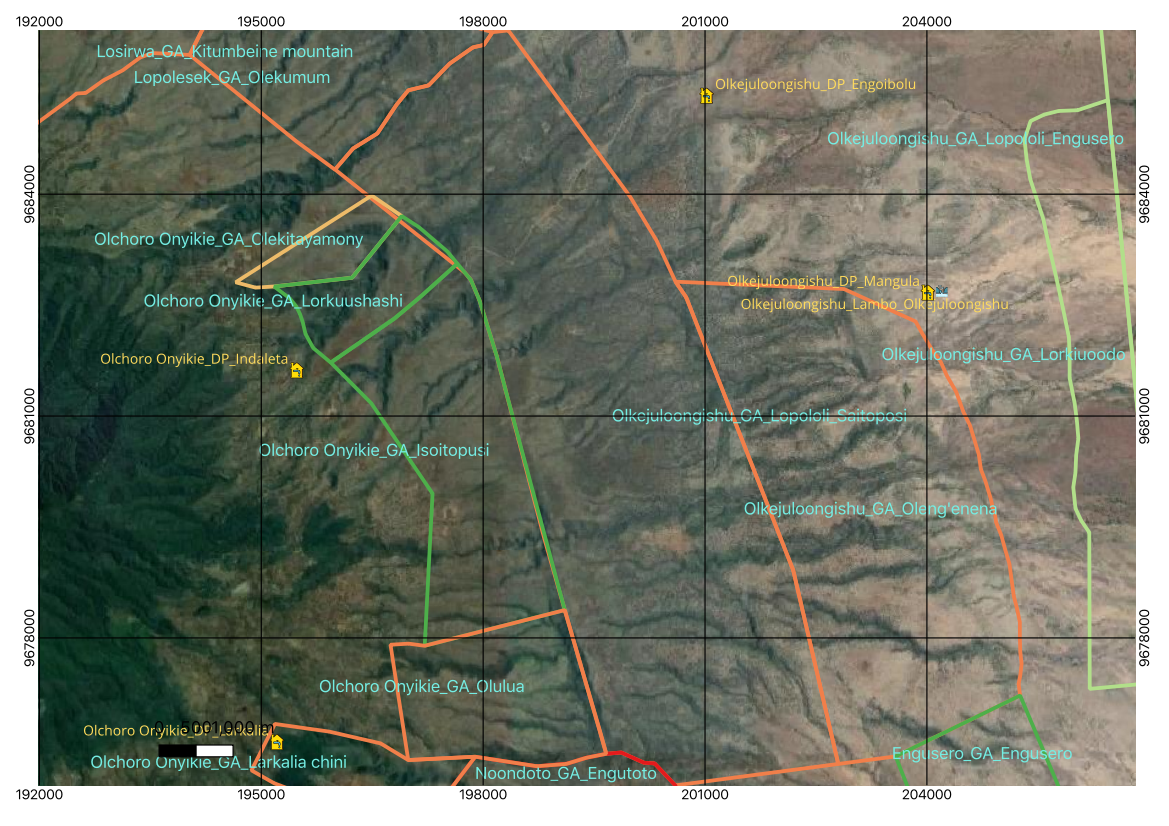 192000 195000 198000 201000 204000
Losirwa_GA_Kitumbeine mountain
Lopolesek_GA_Olekumum
Olkejuloongishu_DP_Engoibolu
Olkejuloongishu_GA_Lopololi_Engusero
9684000 9684000
Olchoro Onyikie_GA_Olekitayamony
Olkejuloongishu_DP_Mangula
Olchoro Onyikie_GA_Lorkuushashi
Olkejuloongishu_Lambo_Olkejuloongishu
Olchoro Onyikie_DP_Indaleta
Olkejuloongishu_GA_Lorkiuoodo
9681000 9681000
Olkejuloongishu_GA_Lopololi_Saitoposi
Olchoro Onyikie_GA_Isoitopusi
Olkejuloongishu_GA_Oleng'enena
9678000 9678000
Olchoro Onyikie_GA_Olulua
Olchoro Onyikie_DP_Larkalia
0 500 1,000 m
Engusero_GA_Engusero
Olchoro Onyikie_GA_Larkalia chini
Noondoto_GA_Engutoto
192000 195000 198000 201000 204000